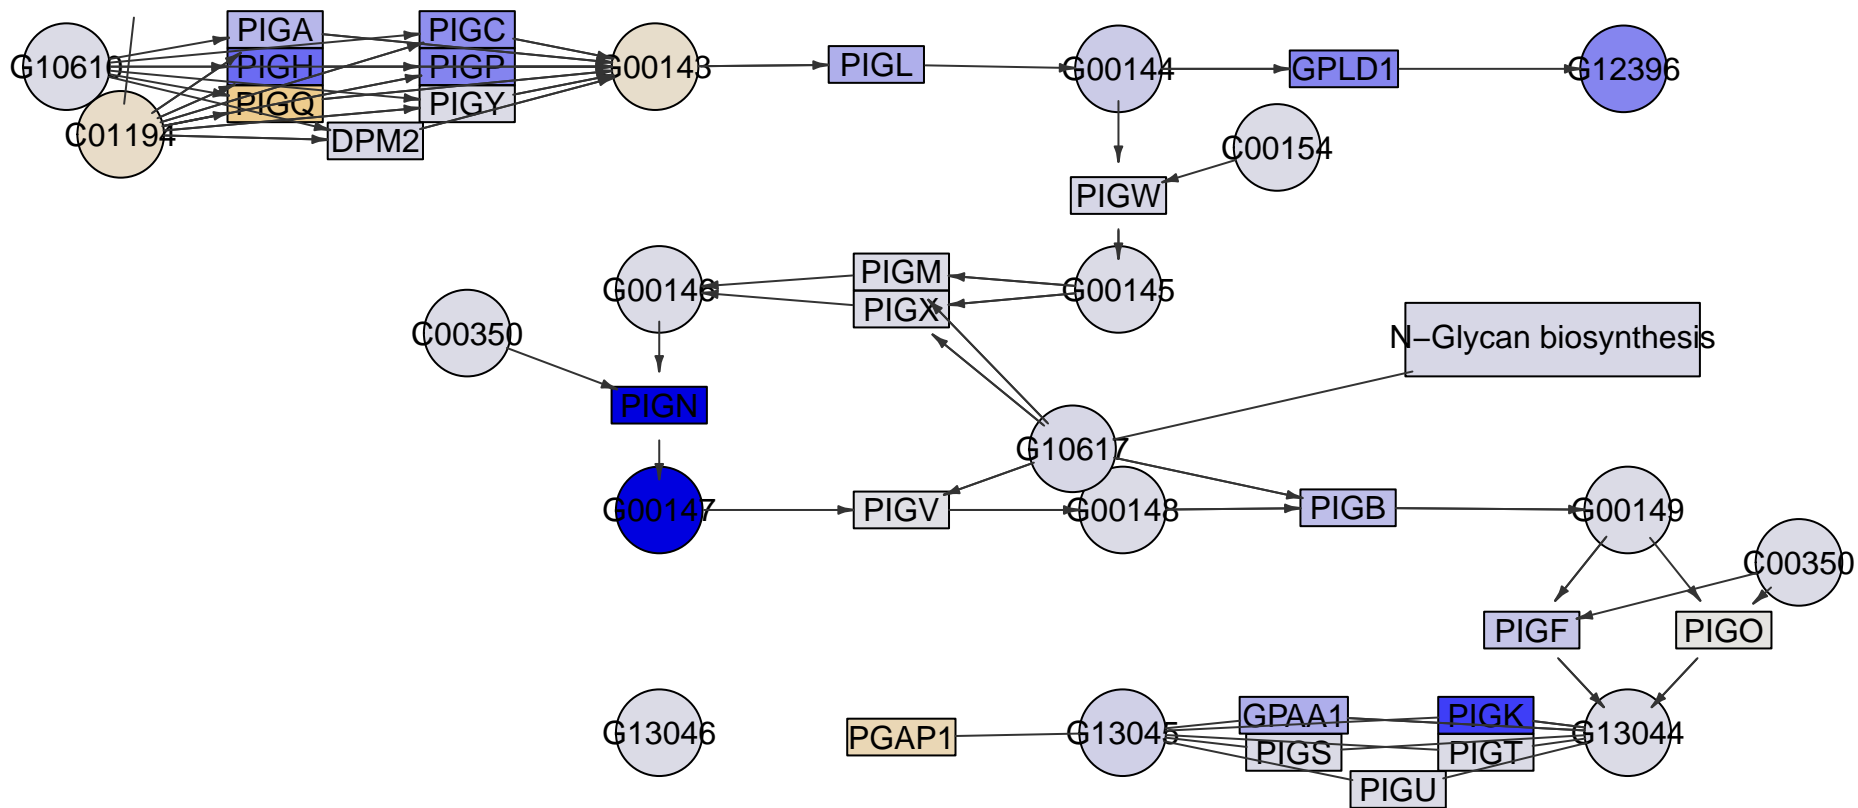 PIGA
PIGC
G10610
PIGH
PIGP
G00143
PIGL
G00144
GPLD1
G12396
PIGQ
PIGY
C01194
DPM2
C00154
PIGW
G00146
PIGM
G00145
PIGX
C00350
N−Glycan biosynthesis
PIGN
G10617
G00147
PIGV
G00148
PIGB
G00149
C00350
PIGF
PIGO
G13046
PGAP1
G13045
GPAA1
PIGK
G13044
PIGS
PIGT
PIGU